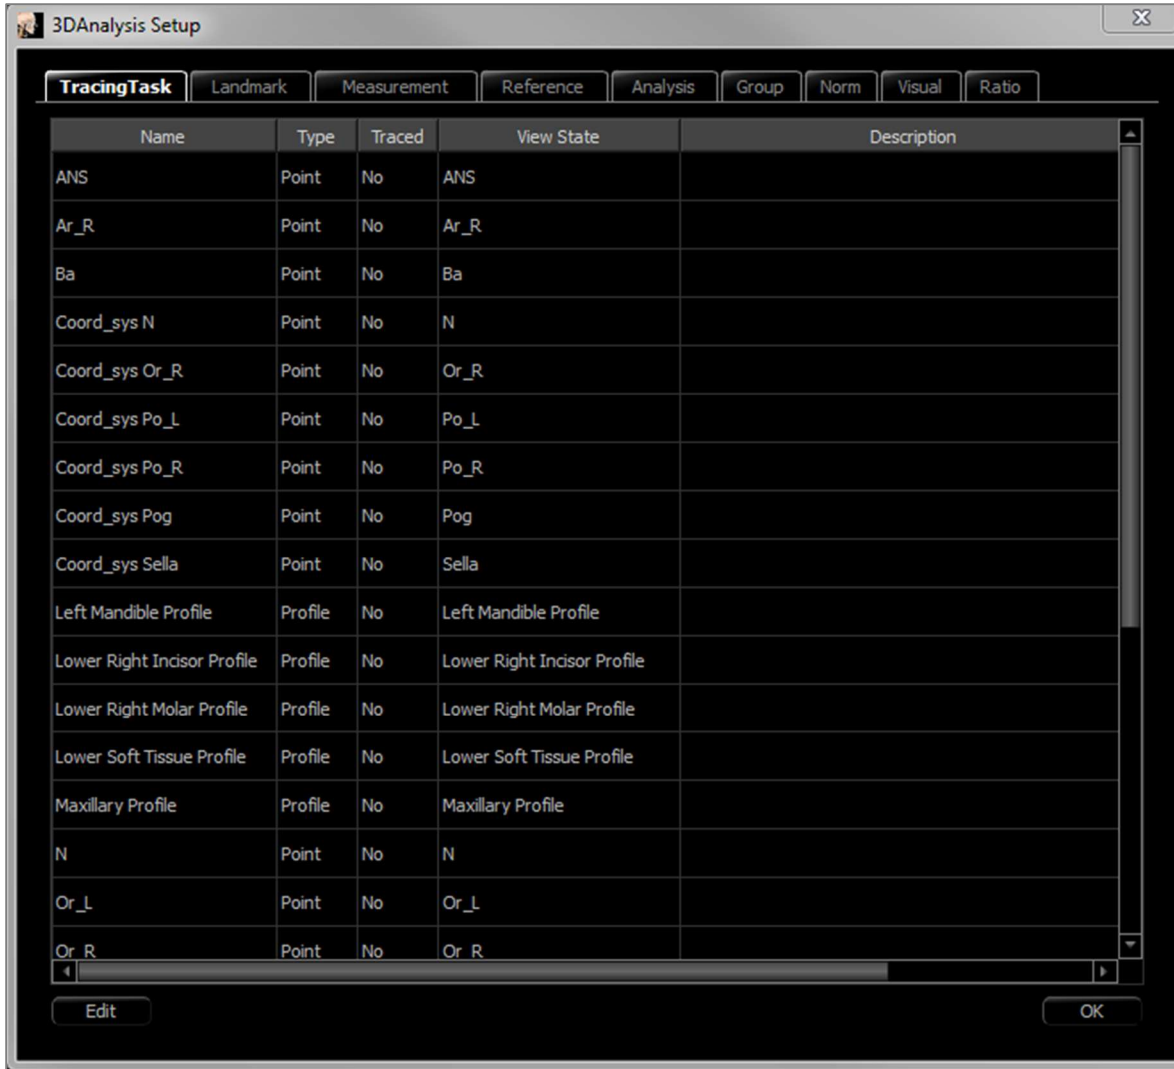 3DAnalysis Setup
TracingTask Landmark Measurement Reference Analysis Group Norm Visual Ratio
Name Type Traced View State Description
ANS Point No ANS
Ar_R Point No Ar_R
Ba Point No Ba
Coord_sys N Point No N
Coord_sys Or_R Point No Or_R
Coord_sys Po_L Point No Po_L
Coord_sys Po_R Point No Po_R
Coord_sys Pog Point No Pog
Coord_sys Sella Point No Sella
Left Mandible Profile Profile No Left Mandible Profile
Lower Right Incisor Profile Profile No Lower Right Incisor Profile
Lower Right Molar Profile Profile No Lower Right Molar Profile
Lower Soft Tissue Profile Profile No Lower Soft Tissue Profile
Maxillary Profile Profile No Maxillary Profile
N Point No N
Or_L Point No Or_L
Or_R Point No Or_R
Edit OK